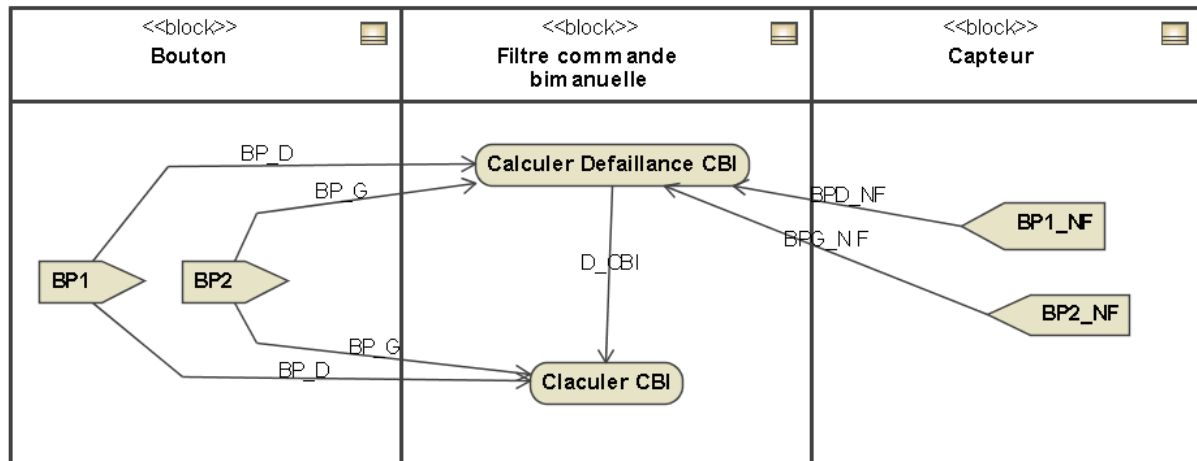 <<block>>
Bouton
<<block>>
Filtre commande
bimanuelle
<<block>>
Capteur
BP_D
Calculer Defaillance CBI
BP_G
BPD_NF
BP1_NF
BPG_NF
BP1
BP2
D_CBI
BP2_NF
BP_G
BP_D
Claculer CBI